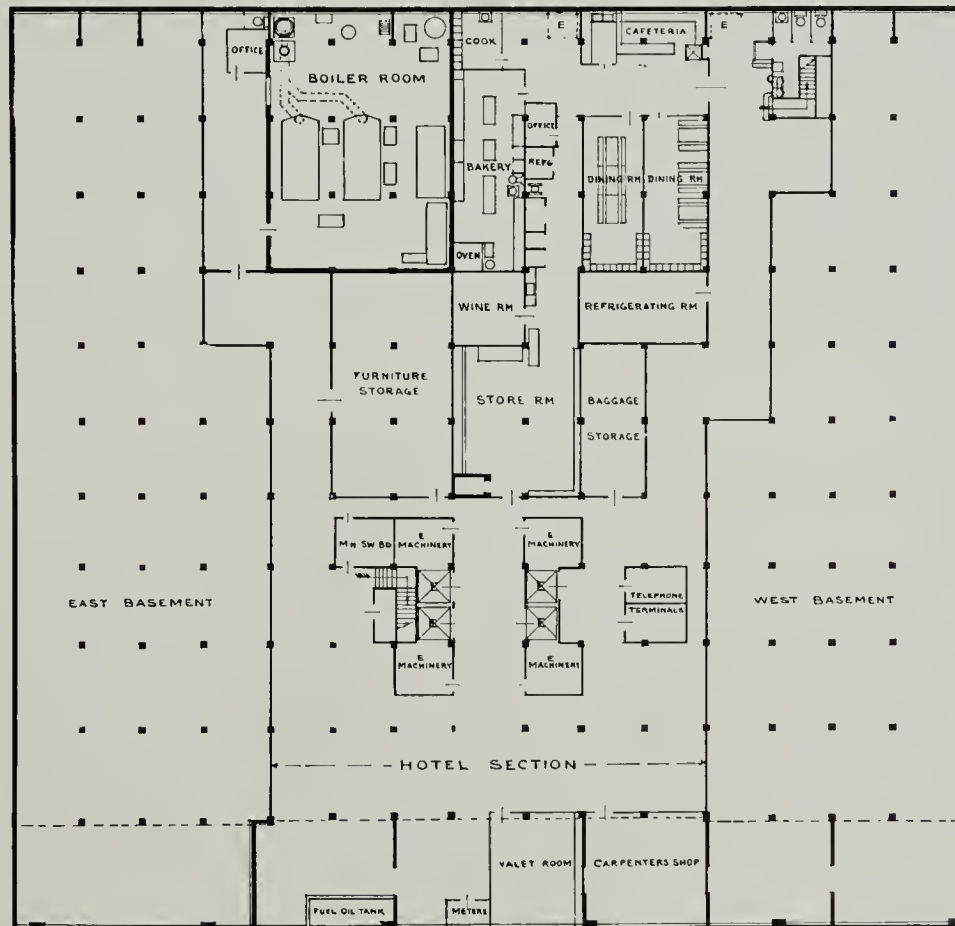 E
E
COOK
CAFETERIA
OFFICE
BOILER ROOM
OFFICE
REFG
BAKERY
DINING RM
DINING RM
OVEN
WINE RM
REFRIGERATING RM
FURNITURE
STORAGE
STORE RM
BAGGAGE
STORAGE
MN SW BD
E
MACHINERY
E
MACHINERY
E
E
E
E
TELEPHONE
TERMINALS
EAST BASEMENT
WEST BASEMENT
E
MACHINERY
E
MACHINERY
HOTEL SECTION
VALET ROOM
CARPENTERS SHOP
FUEL OIL TANK
METERS